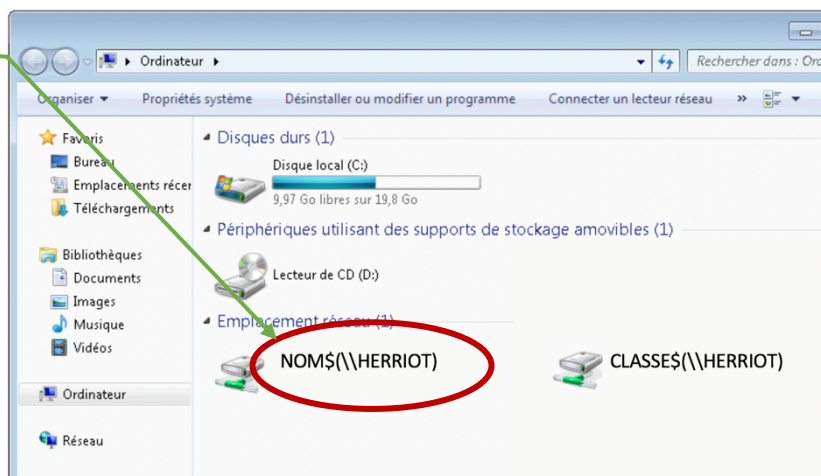 Ordinateur
Rechercher dans : Ord
Organiser Propriétés système Désinstaller ou modifier un programme Connecter un lecteur réseau »
Favoris
Bureau
Emplacements récer
Téléchargements
Bibliothèques
Documents
Images
Musique
Vidéos
Ordinateur
Réseau
Disques durs (1)
Disque local (C:)
9,97 Go libres sur 19,8 Go
Périphériques utilisant des supports de stockage amovibles (1)
Lecteur de CD (D:)
Emplacement réseau (1)
NOM$(\\HERRIOT)
CLASSE$(\\HERRIOT)